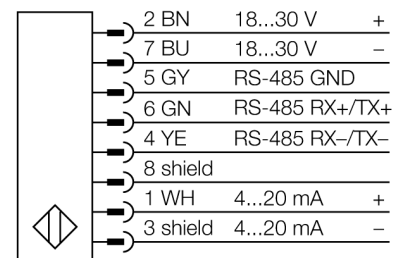 2 BN 18...30 V +
7 BU 18...30 V –
5 GY RS-485 GND
6 GN RS-485 RX+/TX+
4 YE RS-485 RX–/TX–
8 shield
1 WH 4...20 mA +
3 shield 4...20 mA –